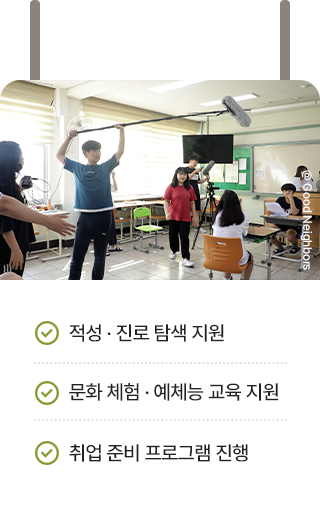 © Good Neighbors
적성 · 진로 탐색 지원
문화 체험 · 예체능 교육 지원
취업 준비 프로그램 진행